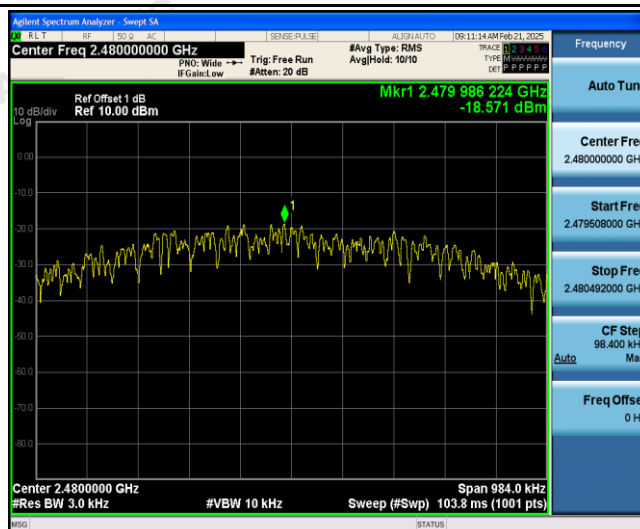 Agilent Spectrum Analyzer - Swept SA
RLT RF 50 Ω AC SENSE:PULSE ALIGN AUTO 09:11:14 AM Feb 21, 2025
Center Freq 2.480000000 GHz
PNO: Wide
IFGain:Low
Trig: Free Run
#Atten: 20 dB
#Avg Type: RMS
Avg|Hold: 10/10
TRACE 1 2 3 4 5 6
TYPE M
DET P P P P P P
Mkr1 2.479 986 224 GHz
-18.571 dBm
Ref Offset 1 dB
Ref 10.00 dBm
10 dB/div
Log
0.00
-10.0
-20.0
-30.0
-40.0
-50.0
-60.0
-70.0
-80.0
1
Center 2.4800000 GHz
Span 984.0 kHz
#Res BW 3.0 kHz
#VBW 10 kHz
Sweep (#Swp) 103.8 ms (1001 pts)
MSG STATUS
Frequency
Auto Tun
Center Fre
2.480000000 GH
Start Fre
2.479508000 GH
Stop Fre
2.480492000 GH
CF Ste
98.400 kH
Auto Ma
Freq Offse
0 H